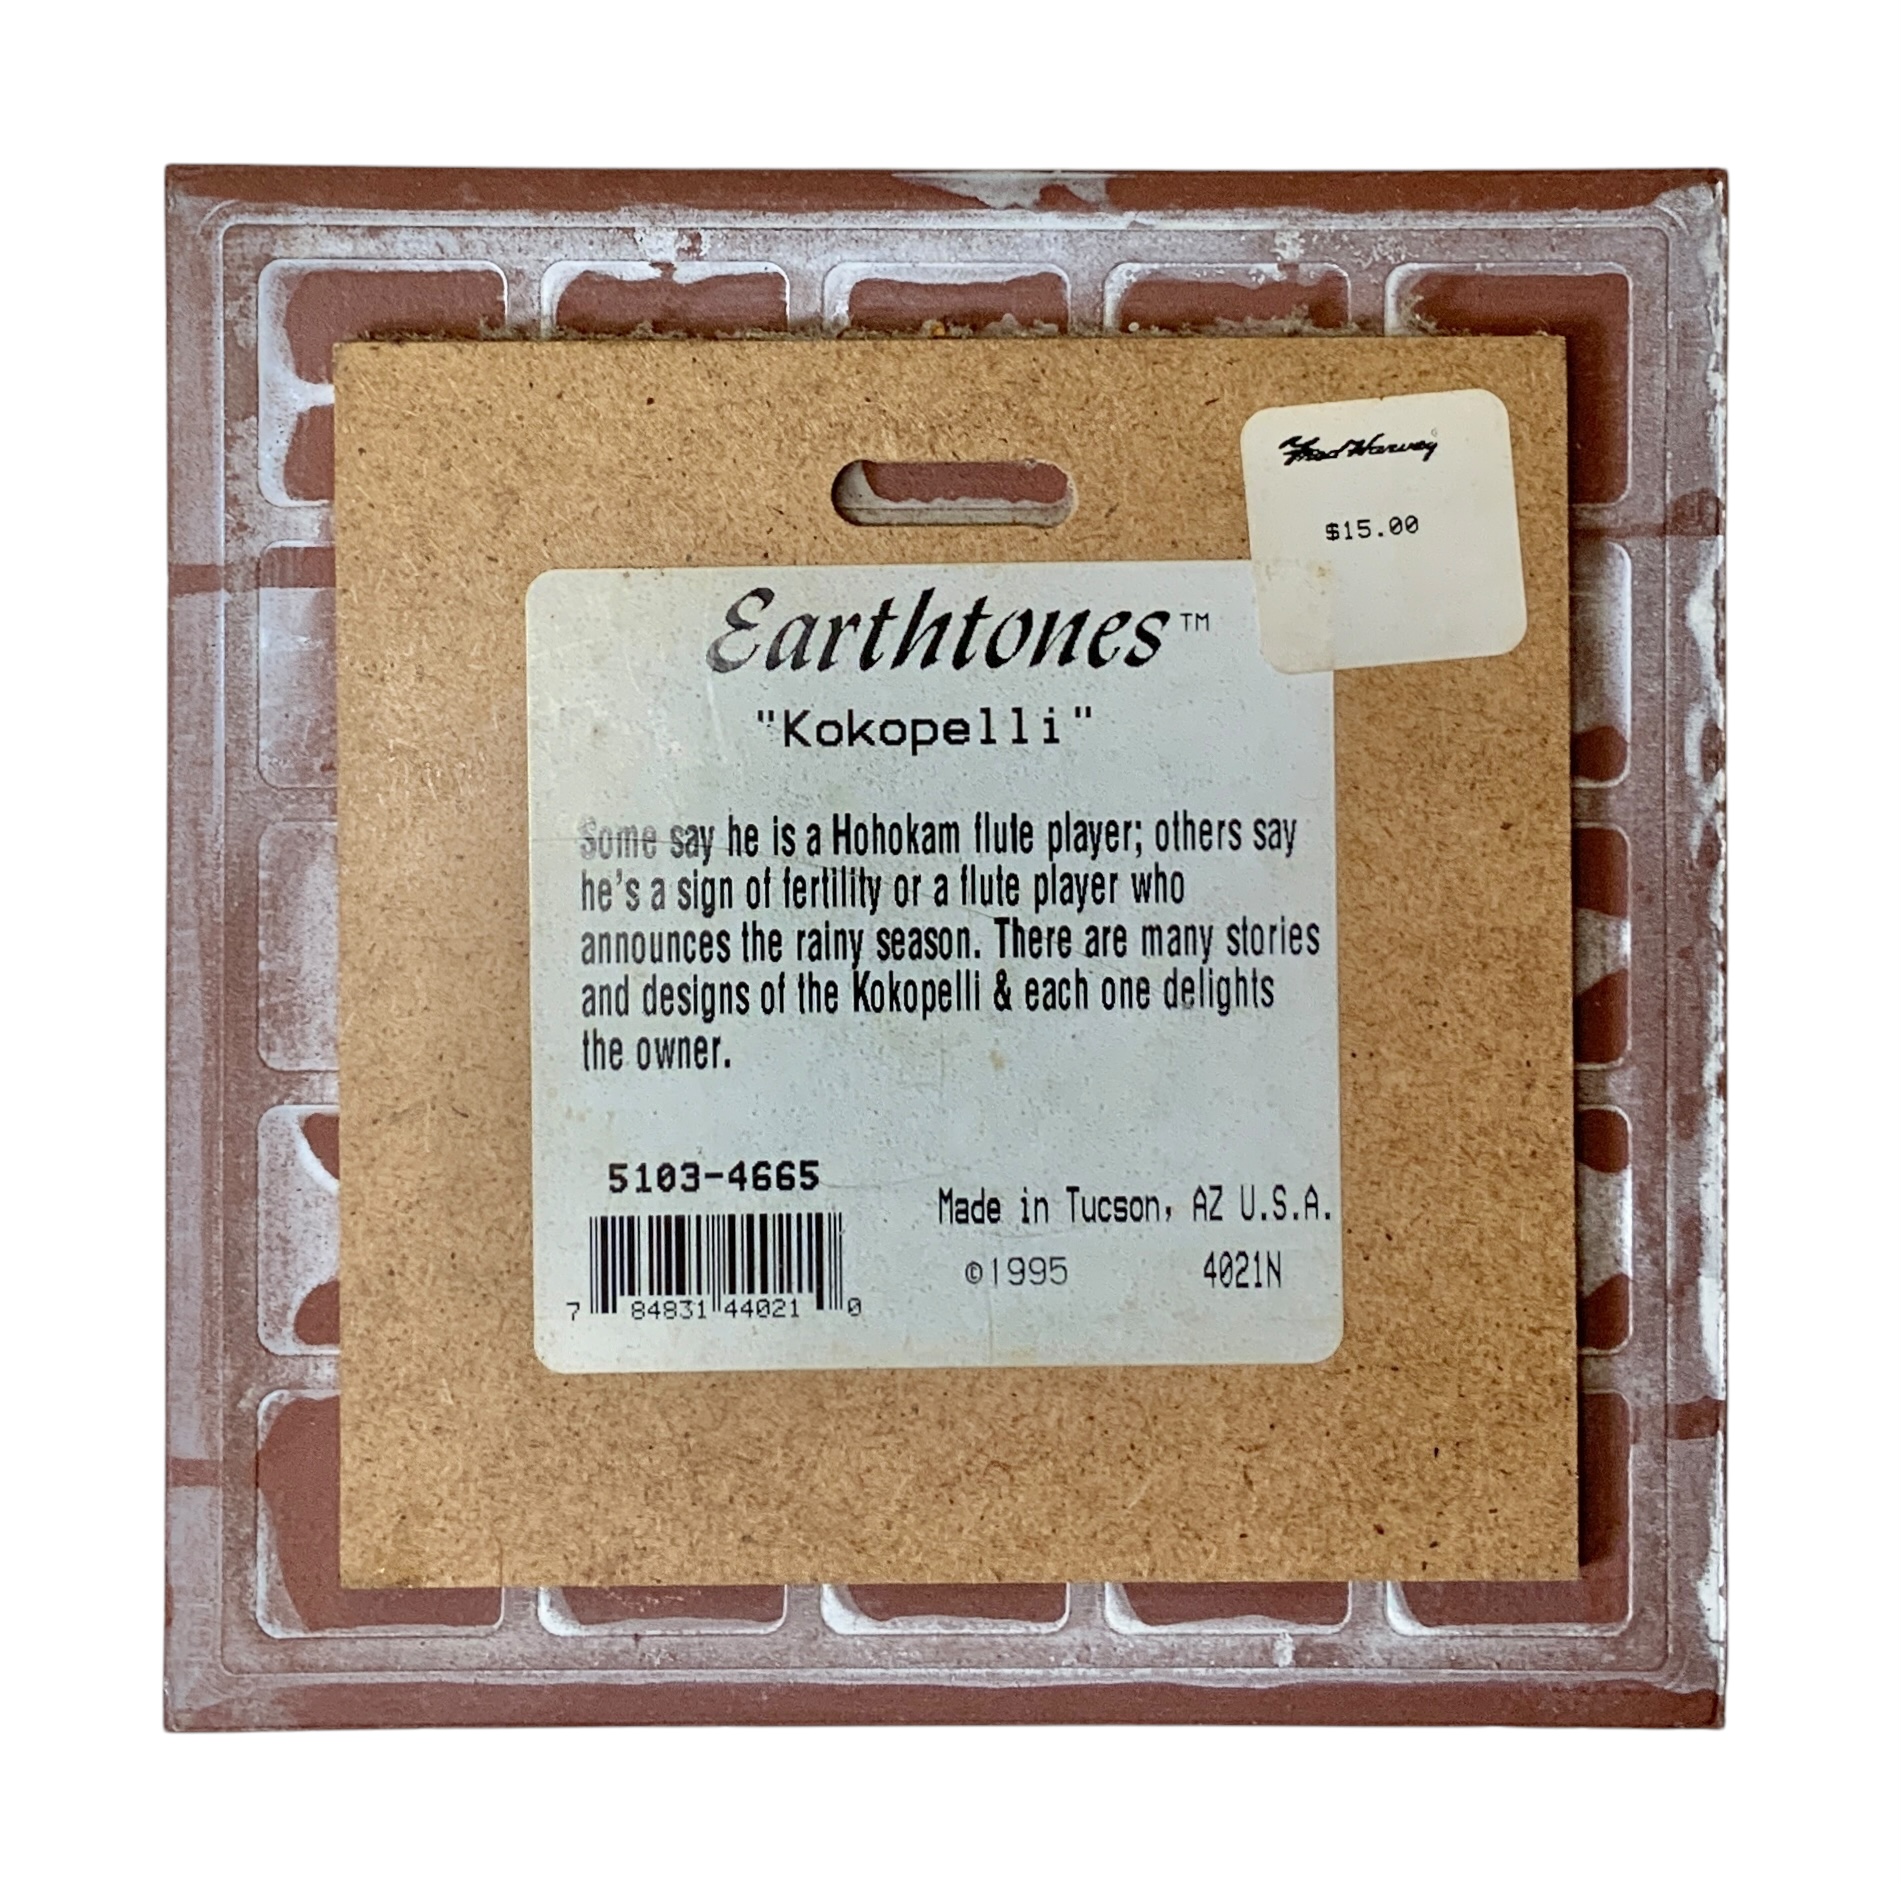 Fred Harvey
$15.00
Earthtones™
"Kokopelli"
Some say he is a Hohokam flute player; others say
he's a sign of fertility or a flute player who
announces the rainy season. There are many stories
and designs of the Kokopelli & each one delights
the owner.
5103-4665
7 84831 44021 0
Made in Tucson, AZ U.S.A.
©1995 4021N